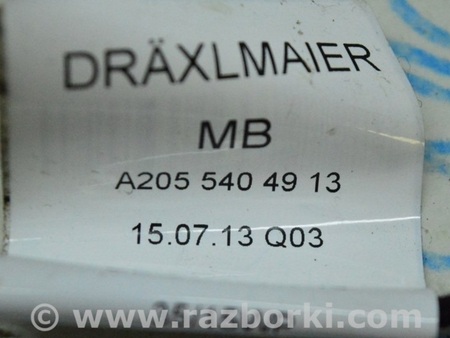 DRÄXLMAIER
MB
A205 540 49 13
15.07.13 Q03
© www.razborki.com